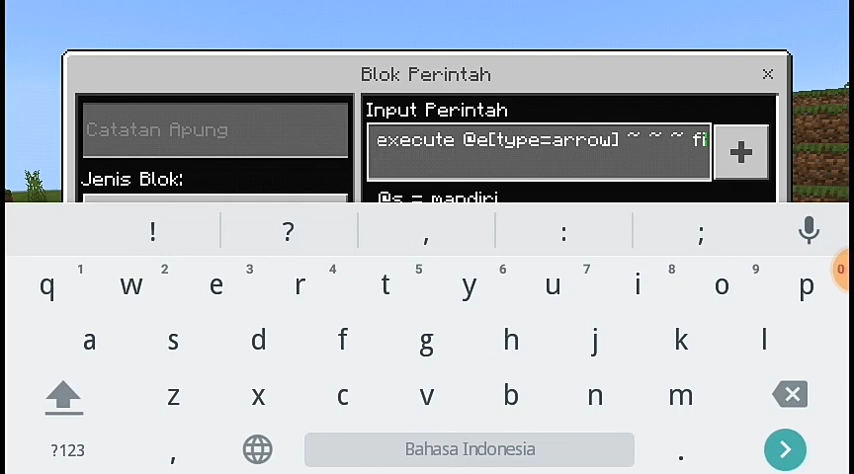 Blok Perintah
Catatan Apung
Jenis Blok:
Input Perintah
execute @e[type=arrow] ~ ~ ~ fi
@s = mandiri
! ? , : ;
q 1 w 2 e 3 r 4 t 5 y 6 u 7 i 8 o 9 p 0
a s d f g h j k l
z x c v b n m
?123 , Bahasa Indonesia .